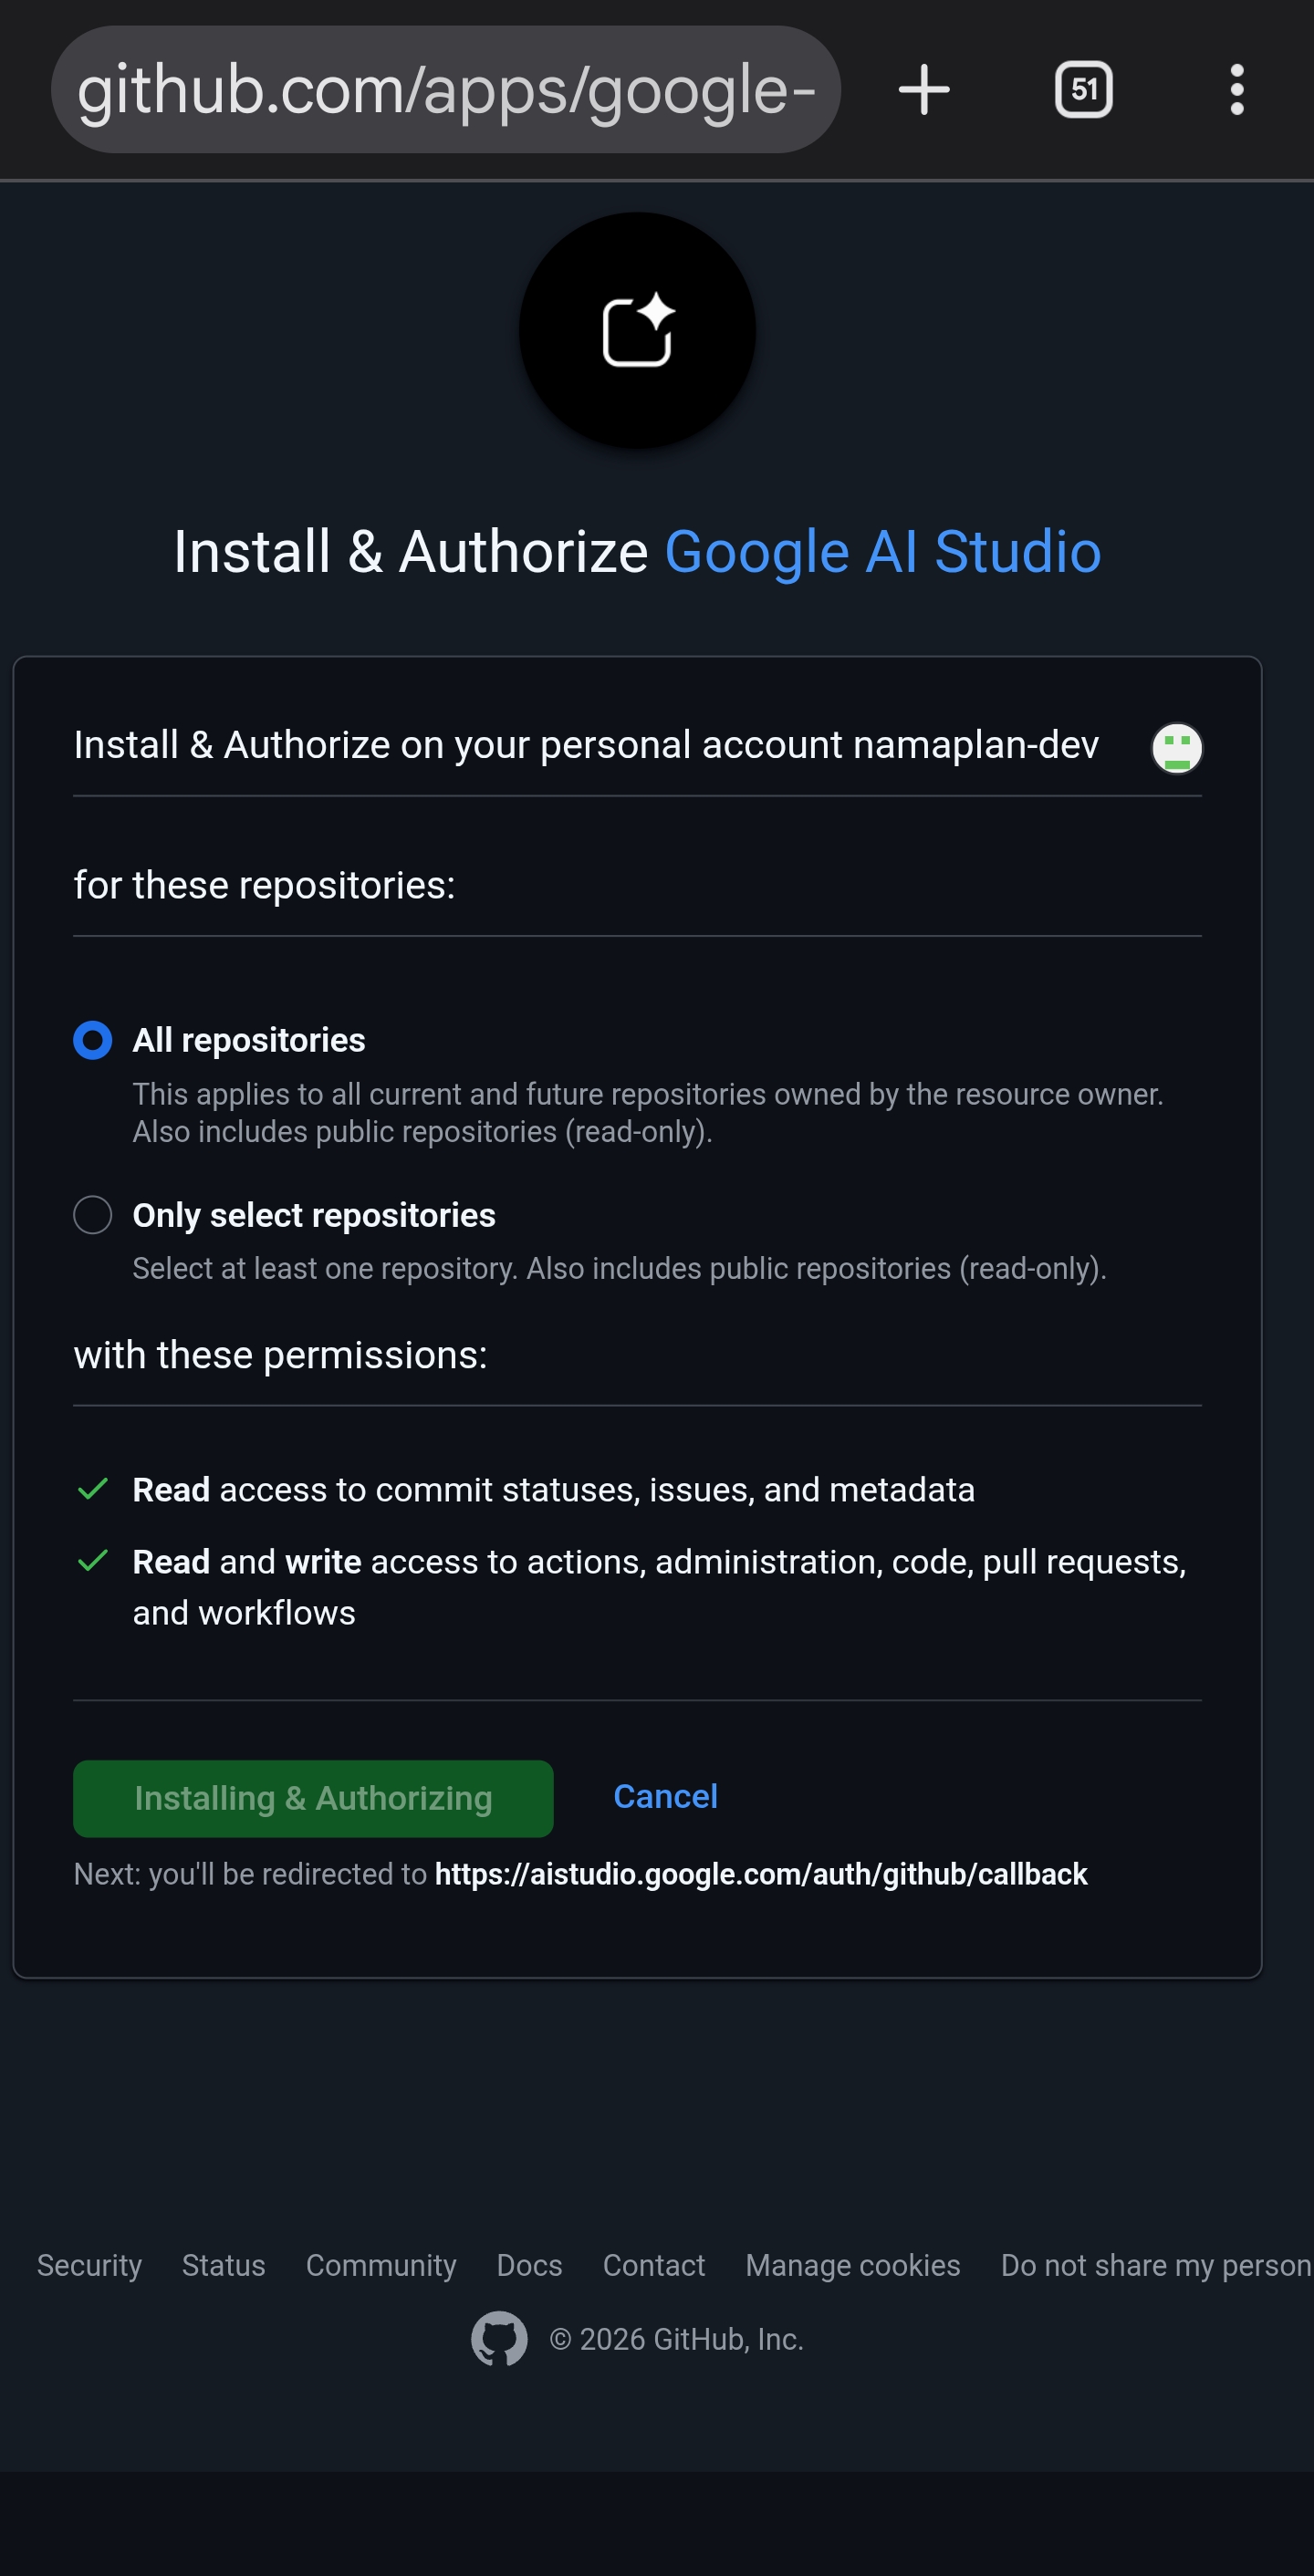 github.com/apps/google-
51
Install & Authorize Google AI Studio
Install & Authorize on your personal account namaplan-dev
for these repositories:
All repositories
This applies to all current and future repositories owned by the resource owner.
Also includes public repositories (read-only).
Only select repositories
Select at least one repository. Also includes public repositories (read-only).
with these permissions:
Read access to commit statuses, issues, and metadata
Read and write access to actions, administration, code, pull requests,
and workflows
Installing & Authorizing
Cancel
Next: you'll be redirected to https://aistudio.google.com/auth/github/callback
Security Status Community Docs Contact Manage cookies Do not share my person
© 2026 GitHub, Inc.